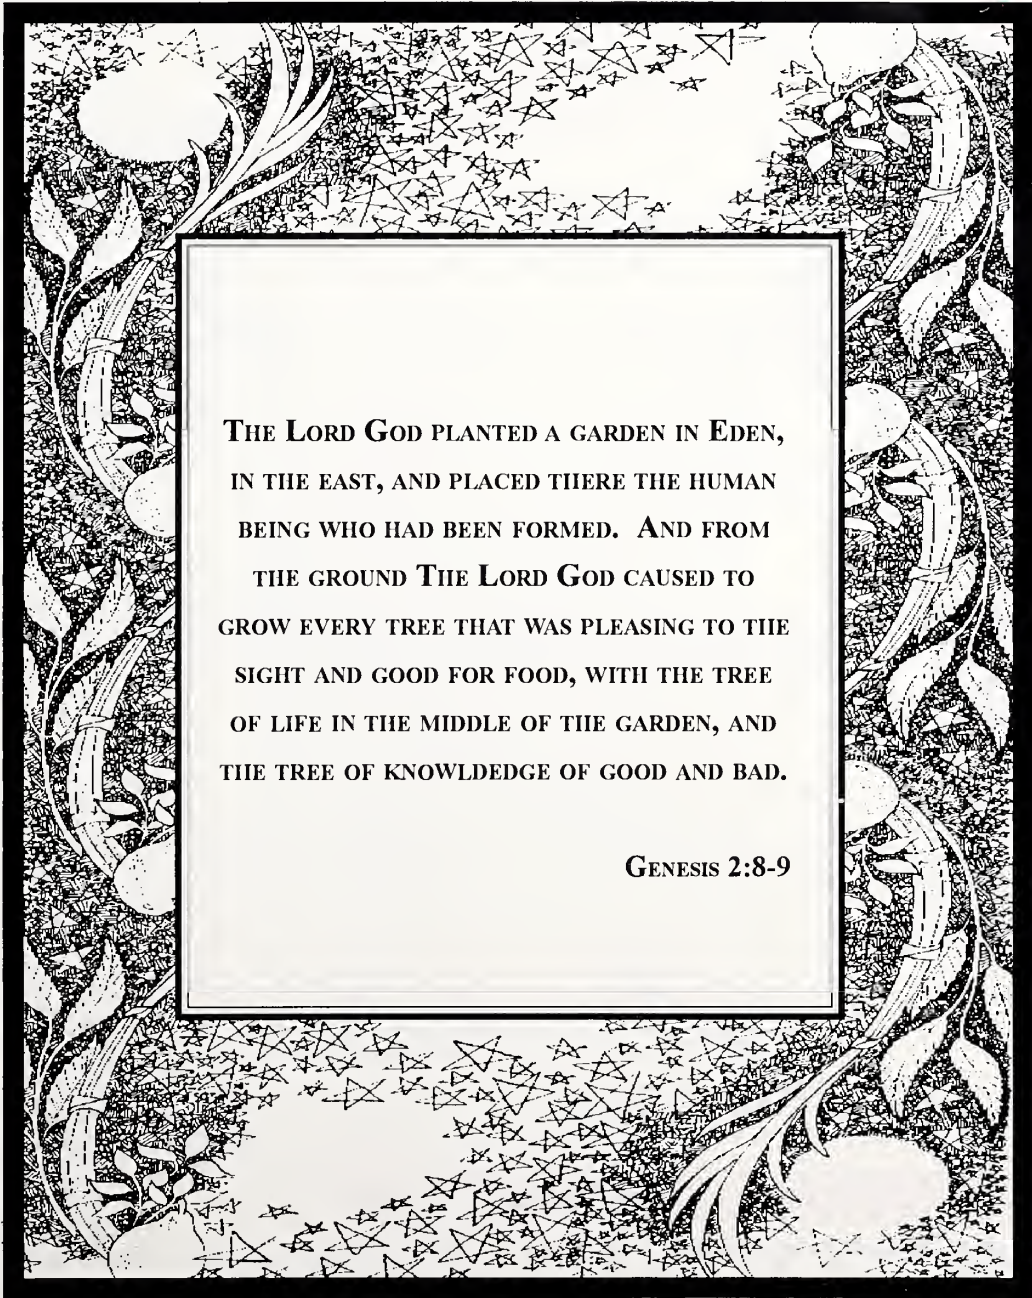 The Lord God planted a garden in Eden,
in the east, and placed there the human
being who had been formed. And from
the ground The Lord God caused to
grow every tree that was pleasing to the
sight and good for food, with the tree
of life in the middle of the garden, and
the tree of knowldedge of good and bad.
Genesis 2:8-9